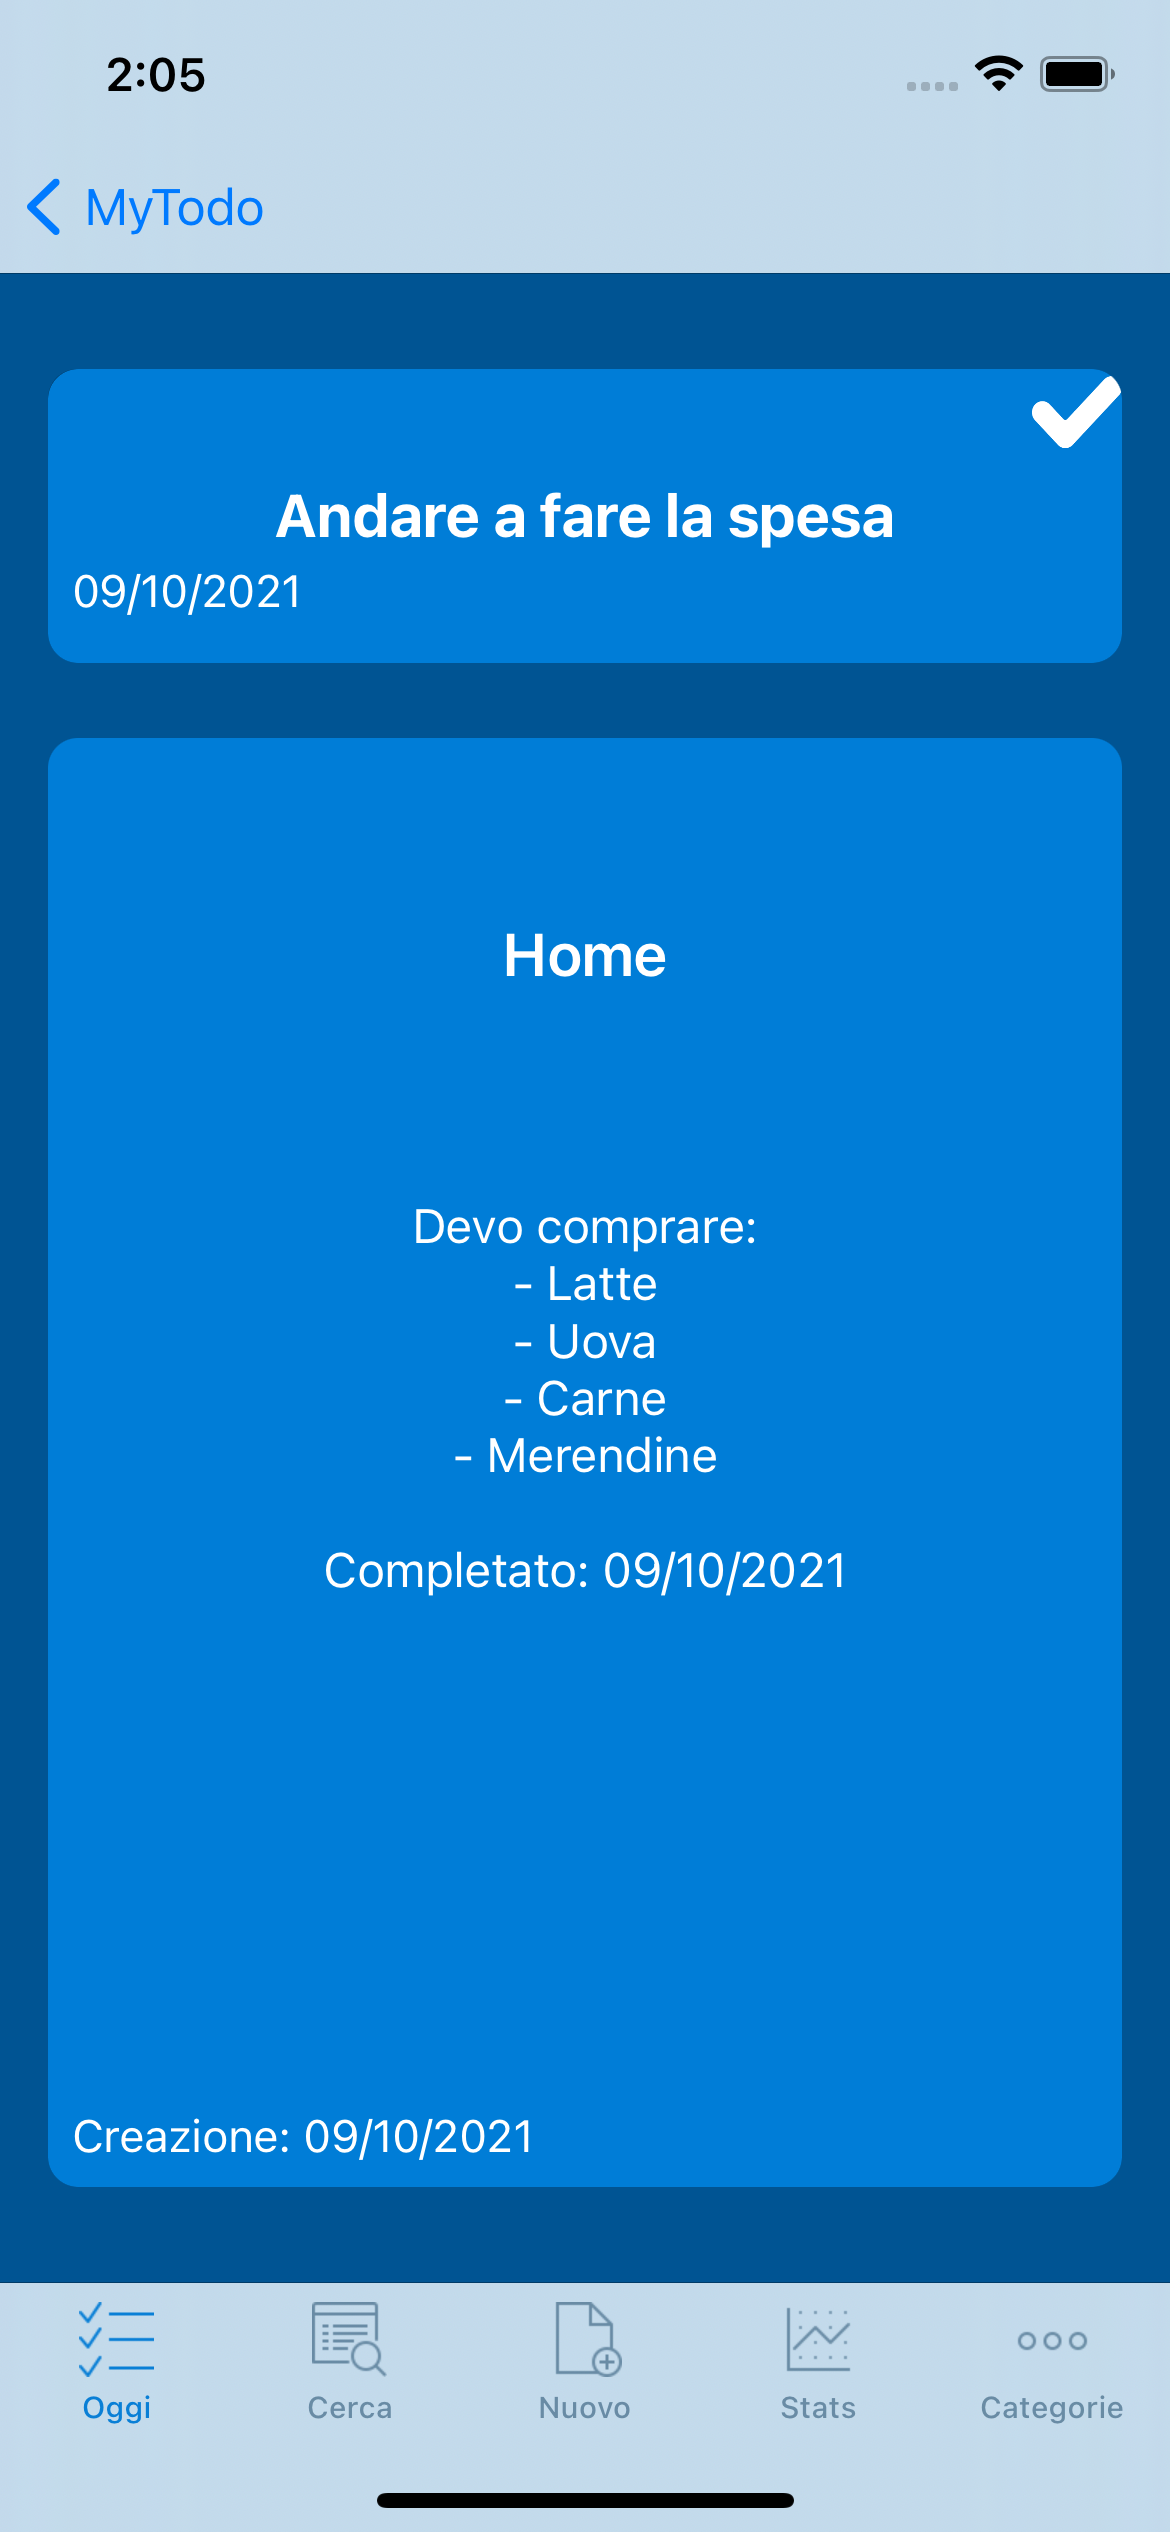 2:05
MyTodo
Andare a fare la spesa
09/10/2021
Home
Devo comprare:
- Latte
- Uova
- Carne
- Merendine
Completato: 09/10/2021
Creazione: 09/10/2021
Oggi
Cerca
Nuovo
Stats
Categorie